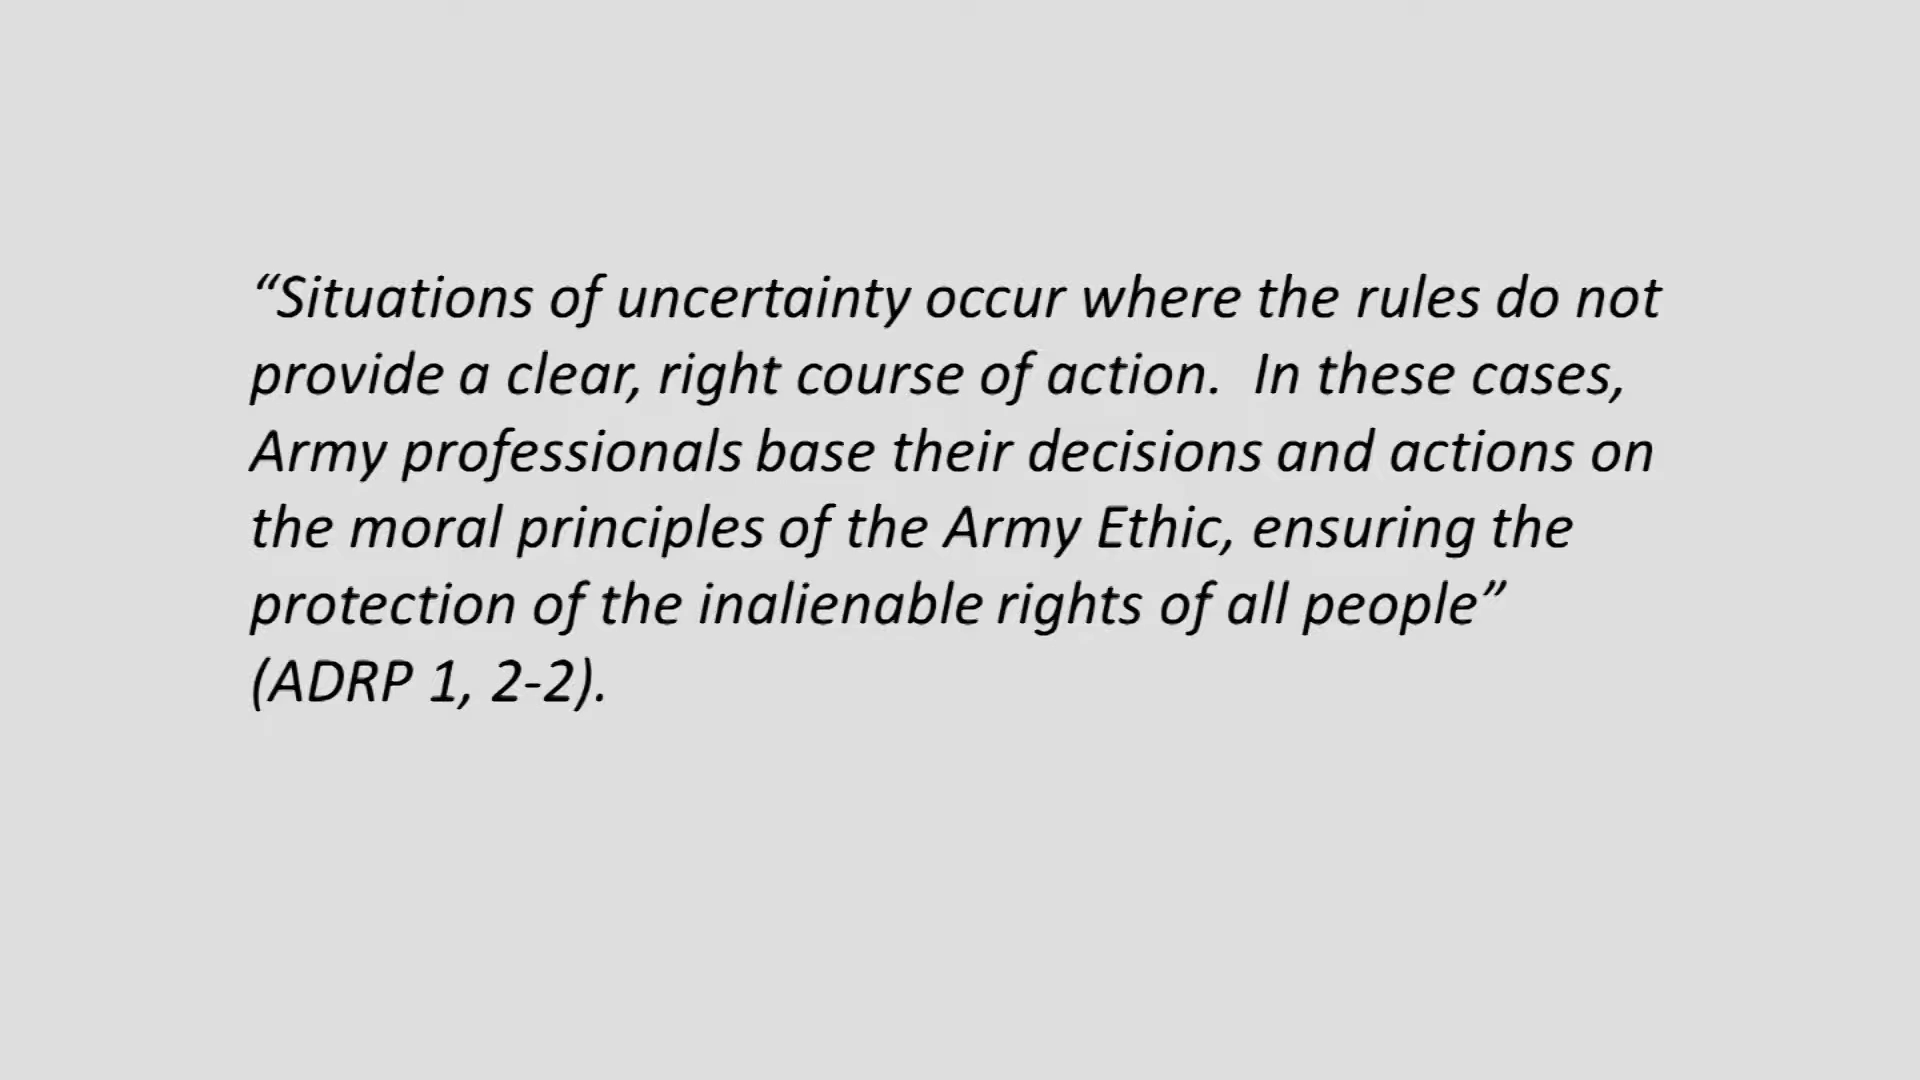 “Situations of uncertainty occur where the rules do not
provide a clear, right course of action.  In these cases,
Army professionals base their decisions and actions on
the moral principles of the Army Ethic, ensuring the
protection of the inalienable rights of all people”
(ADRP 1, 2-2).